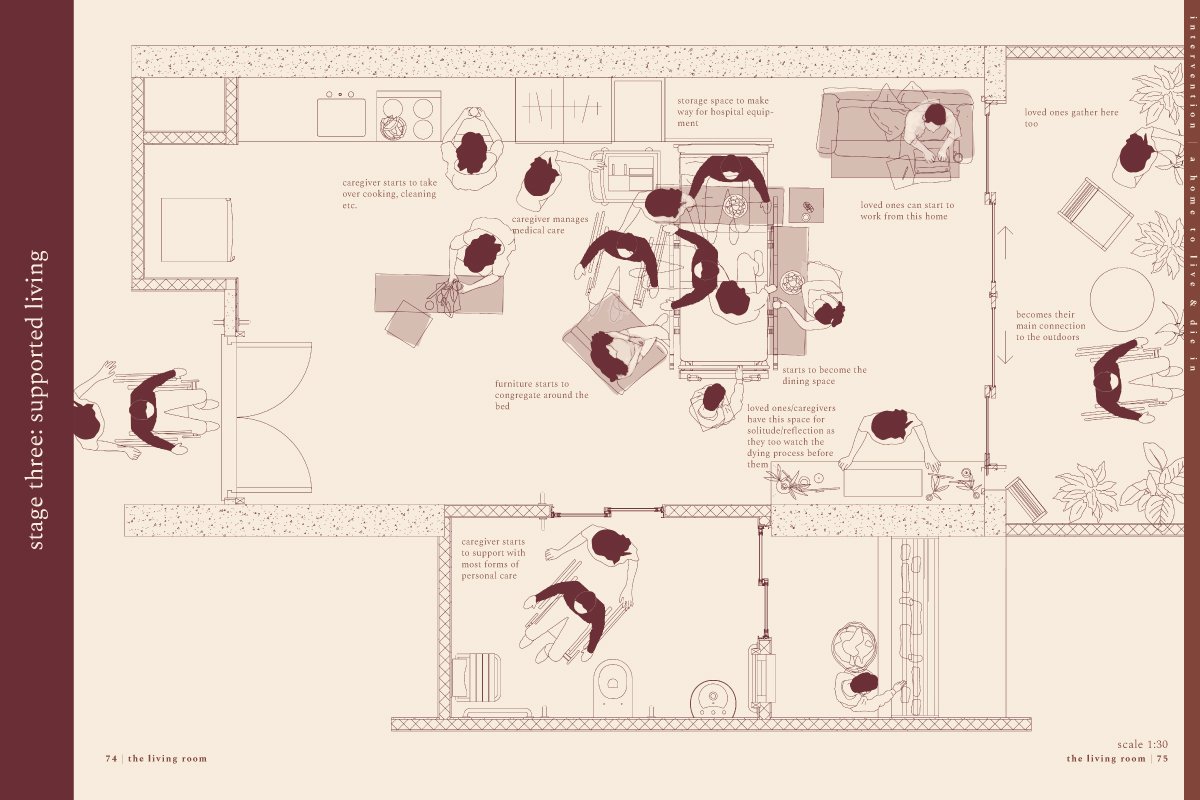 stage three: supported living
intervention | a home to live & die in
storage space to make
way for hospital equip-
ment
loved ones gather here
too
caregiver starts to take
over cooking, cleaning
etc.
caregiver manages
medical care
loved ones can start to
work from this home
becomes their
main connection
to the outdoors
furniture starts to
congregate around the
bed
starts to become the
dining space
loved ones/caregivers
have this space for
solitude/reflection as
they too watch the
dying process before
them
caregiver starts
to support with
most forms of
personal care
scale 1:30
74 | the living room
the living room | 75